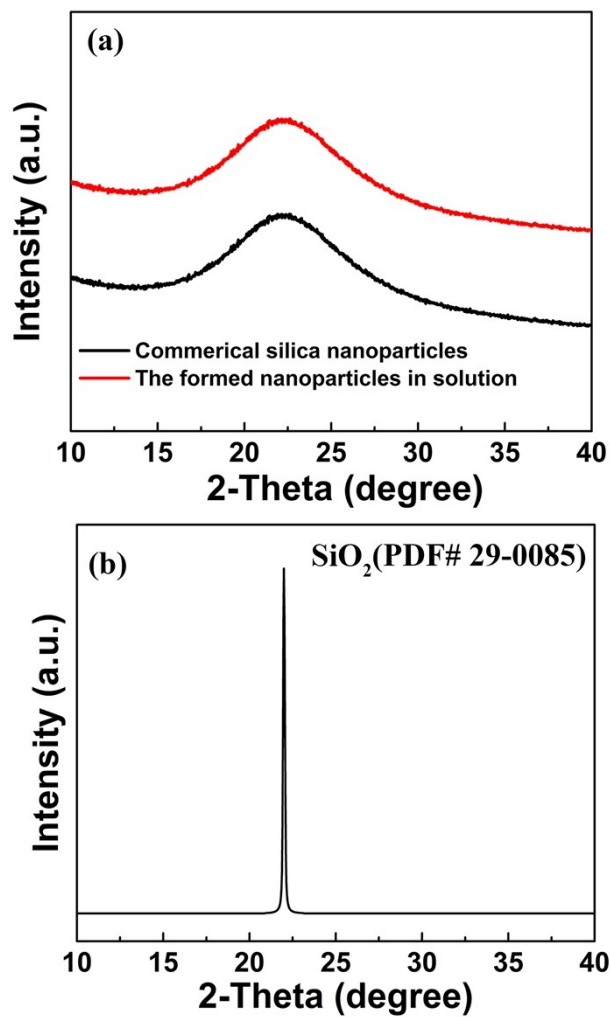 (a)
Intensity (a.u.)
Commerical silica nanoparticles
The formed nanoparticles in solution
10 15 20 25 30 35 40
2-Theta (degree)
(b)
SiO₂(PDF# 29-0085)
Intensity (a.u.)
10 15 20 25 30 35 40
2-Theta (degree)